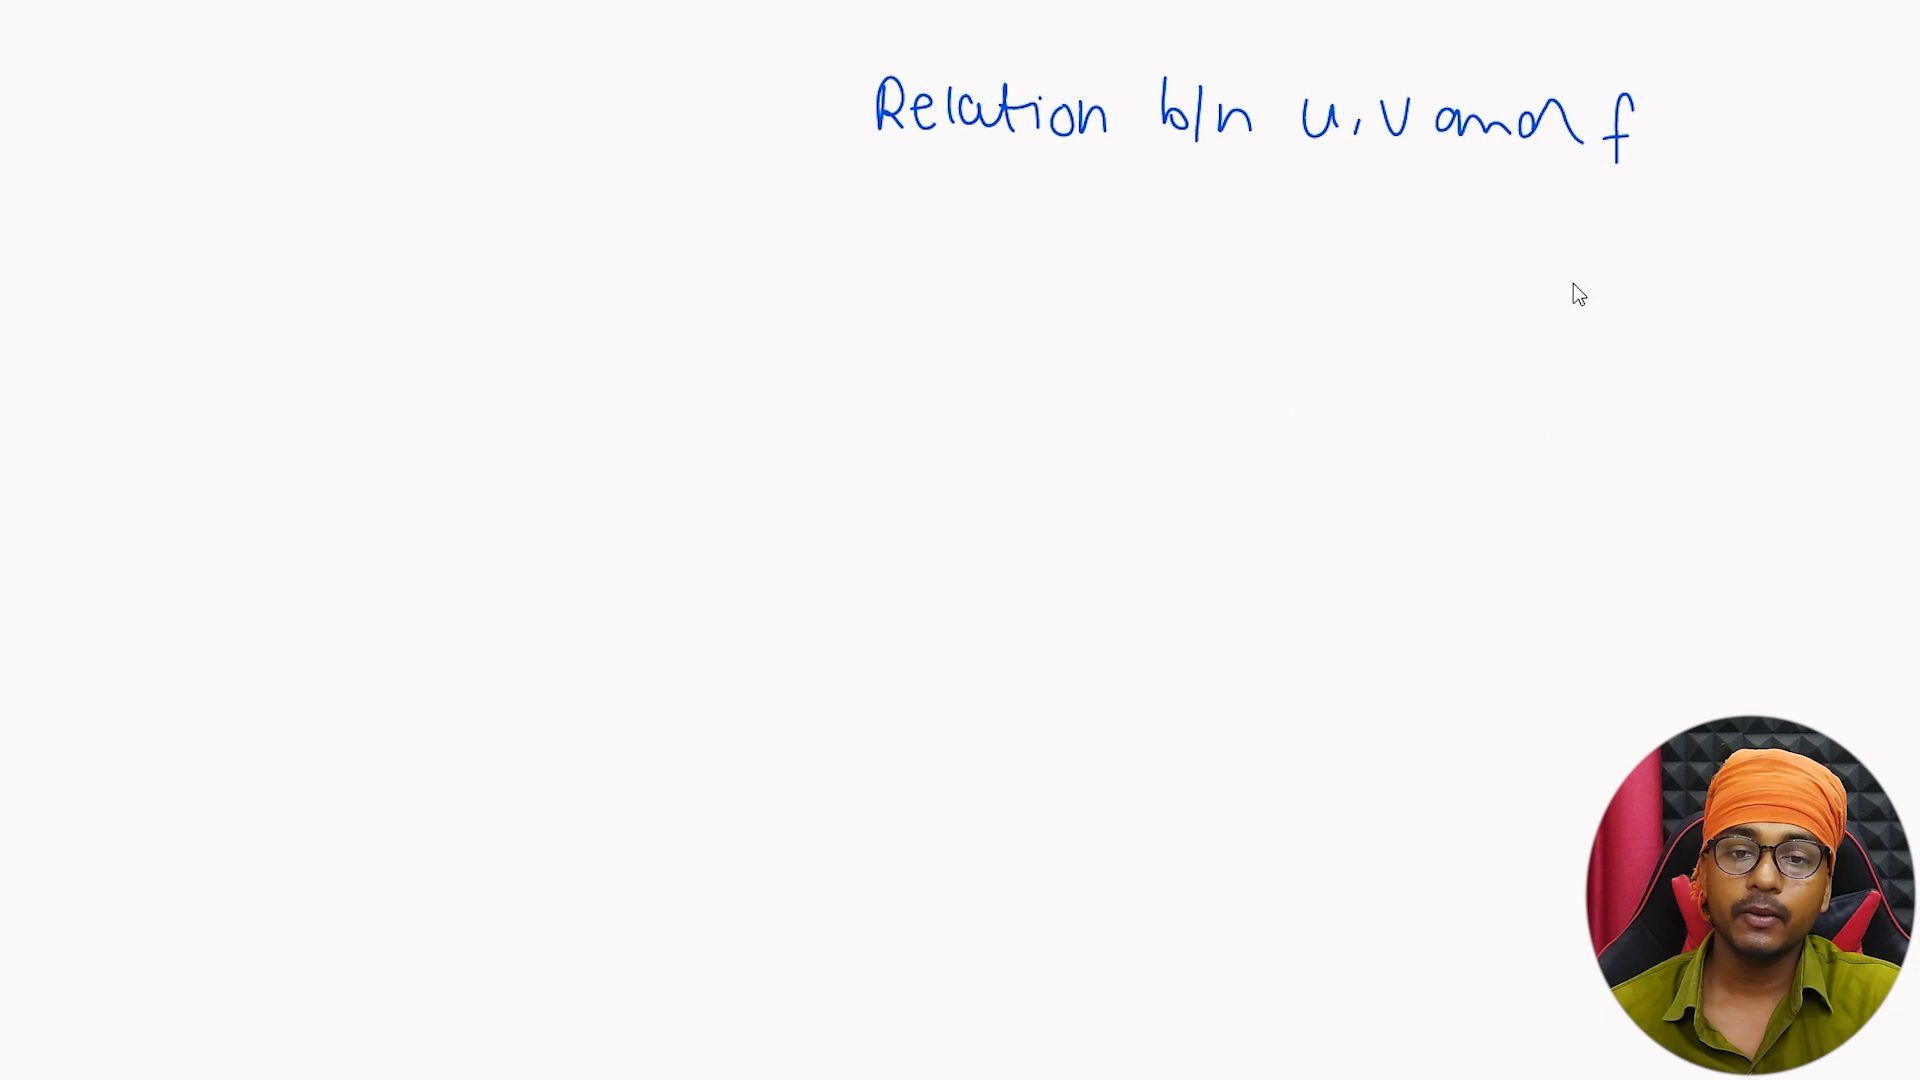 Relation b/n u, v and f